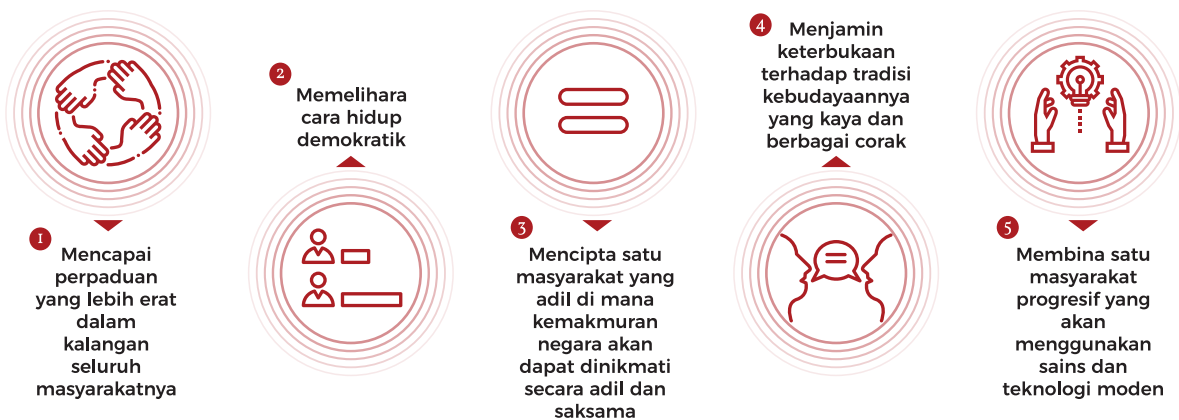 1
Mencapai
perpaduan
yang lebih erat
dalam
kalangan
seluruh
masyarakatnya
2
Memelihara
cara hidup
demokratik
3
Mencipta satu
masyarakat yang
adil di mana
kemakmuran
negara akan
dapat dinikmati
secara adil dan
saksama
4
Menjamin
keterbukaan
terhadap tradisi
kebudayaannya
yang kaya dan
berbagai corak
5
Membina satu
masyarakat
progresif yang
akan
menggunakan
sains dan
teknologi moden